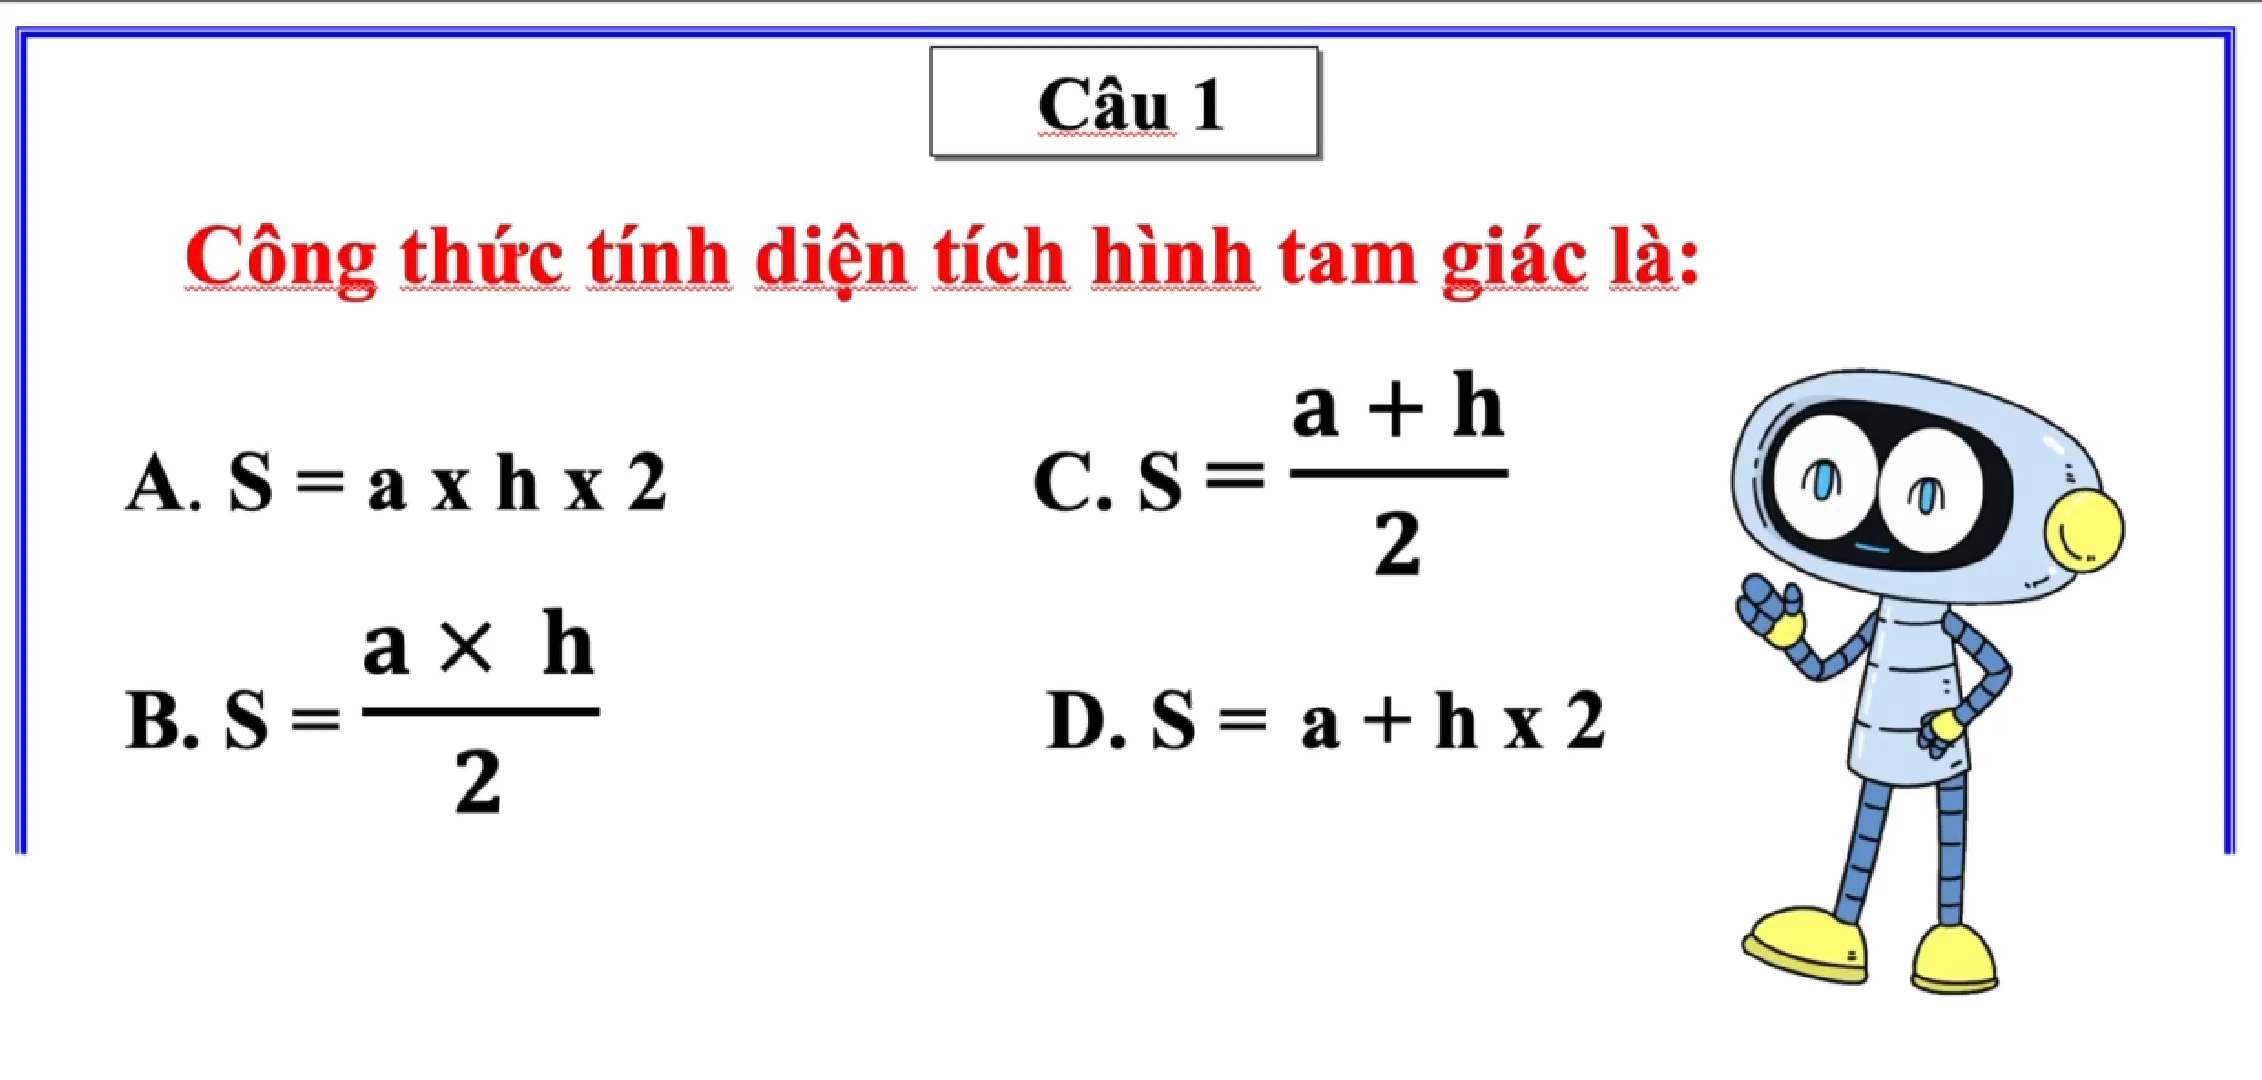 Câu 1
Công thức tính diện tích hình tam giác là:
A. S = a x h x 2
C. S = (a + h)/2
B. S = (a × h)/2
D. S = a + h x 2